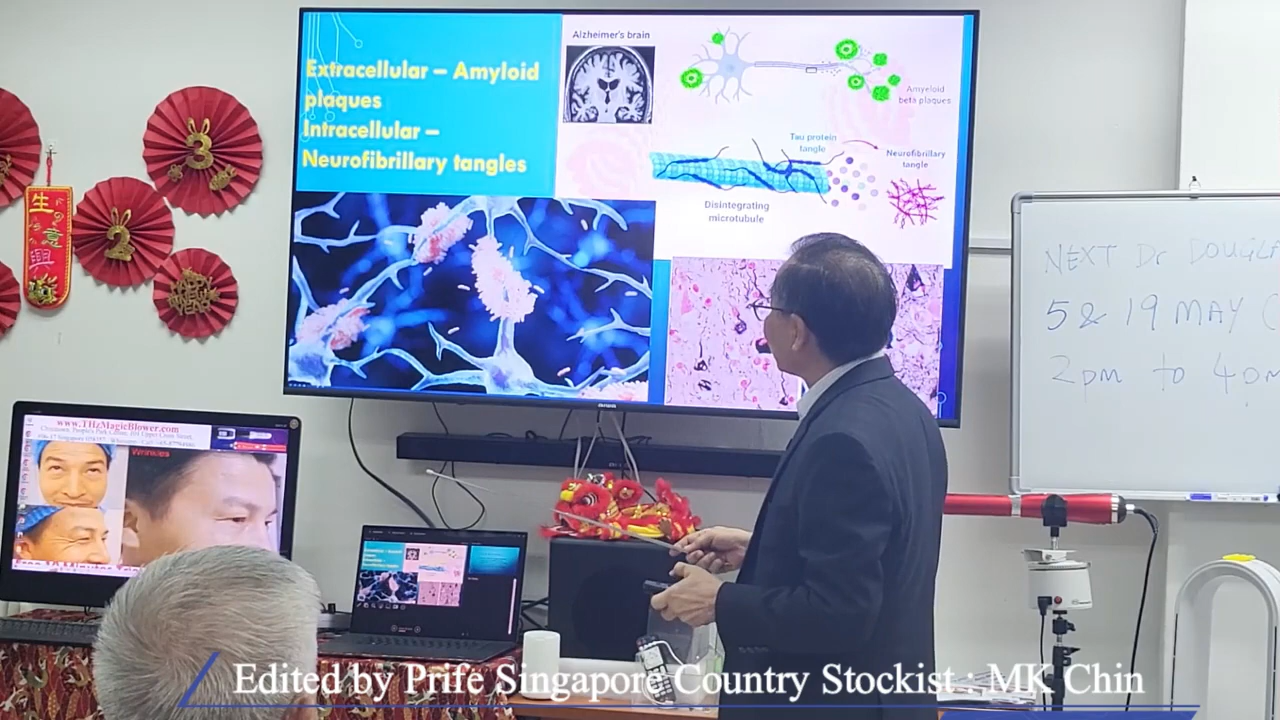 Extracellular – Amyloid
plaques
Intracellular –
Neurofibrillary tangles
Alzheimer's brain
Amyeloid
beta plaques
Tau protein
tangle
Neurofibrillary
tangle
Disintegrating
microtubule
3
2
生意興
NEXT Dr DOUGLA
5 & 19 MAY (
2pm to 4pm
www.THzMagicBlower.com
Wrinkles
Edited by Prife Singapore Country Stockist : MK Chin